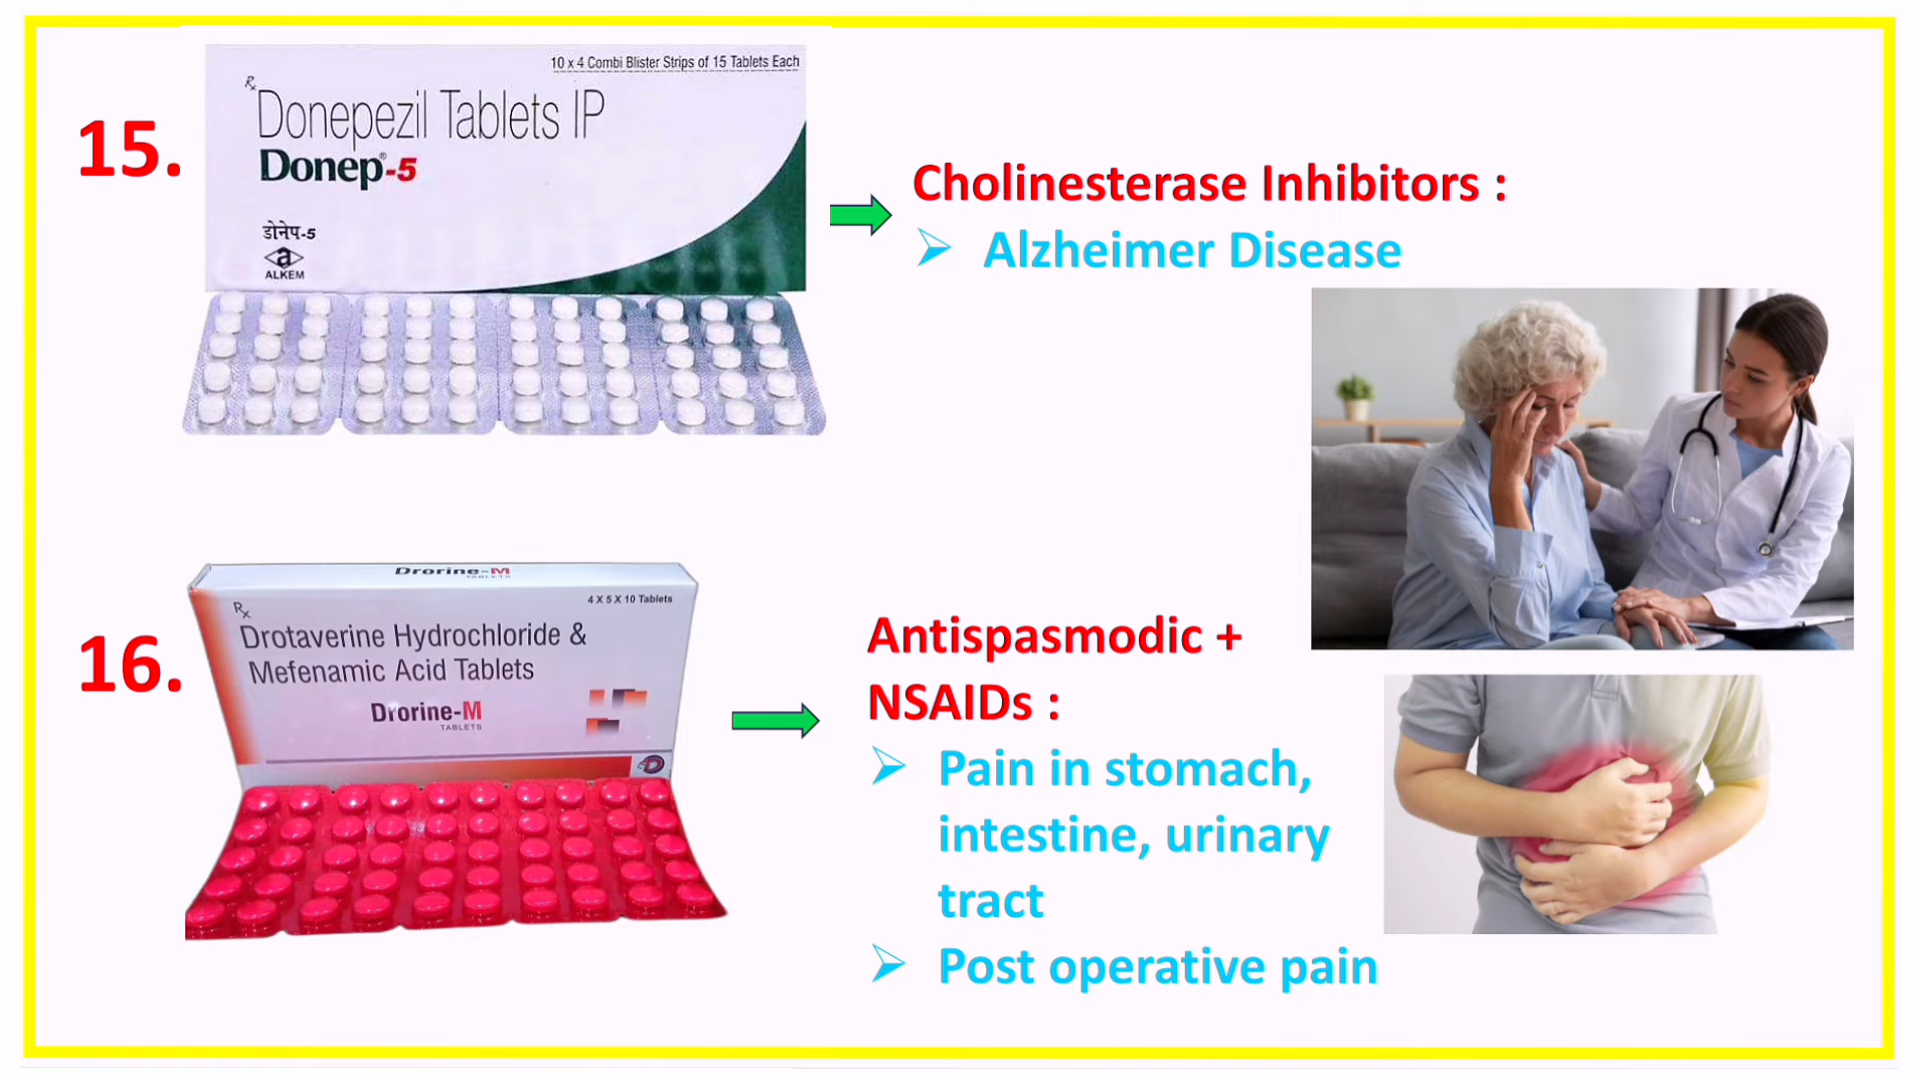 15.
10 x 4 Combi Blister Strips of 15 Tablets Each
Rx
Donepezil Tablets IP
Donep®-5
डोनेप-5
a
ALKEM
Cholinesterase Inhibitors :
Alzheimer Disease
16.
Drorine-M
TABLETS
4 X 5 X 10 Tablets
Rx
Drotaverine Hydrochloride &
Mefenamic Acid Tablets
Drorine-M
TABLETS
D
Antispasmodic +
NSAIDs :
Pain in stomach,
intestine, urinary
tract
Post operative pain